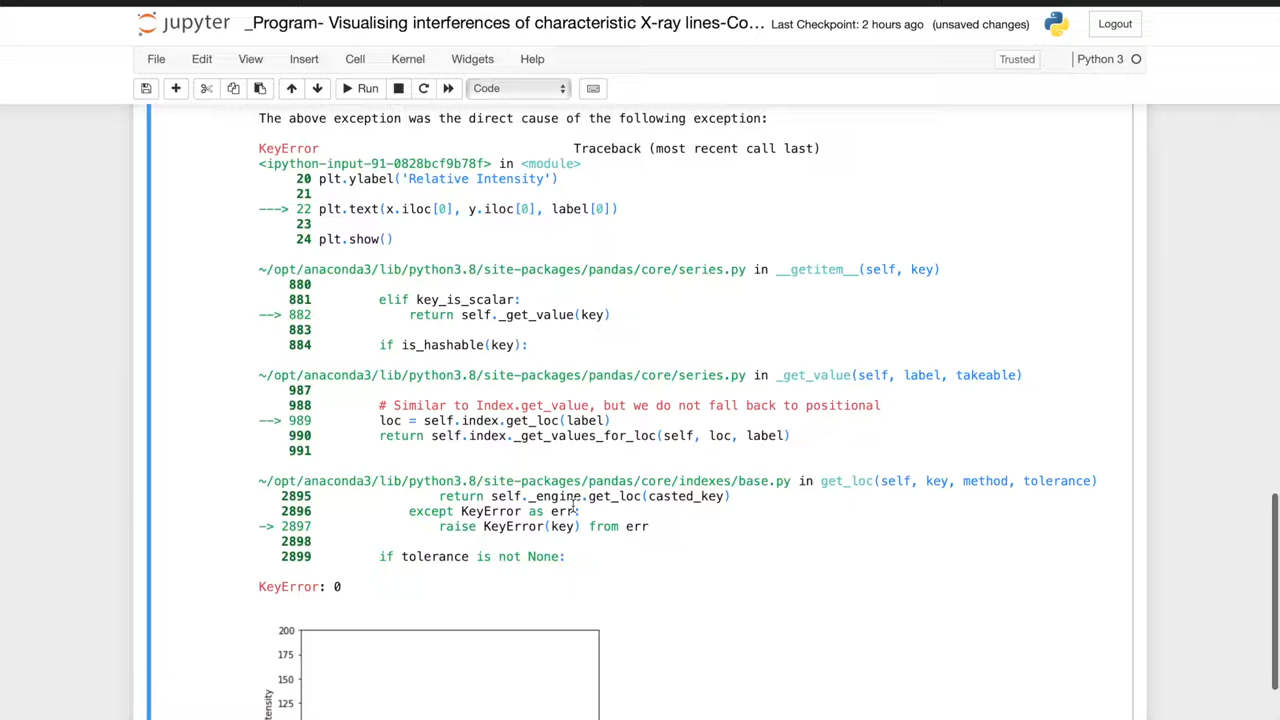 jupyter _Program- Visualising interferences of characteristic X-ray lines-Co... Last Checkpoint: 2 hours ago (unsaved changes) Logout
File Edit View Insert Cell Kernel Widgets Help Trusted Python 3
Run Code
The above exception was the direct cause of the following exception:
KeyError Traceback (most recent call last)
<ipython-input-91-0828bcf9b78f> in <module>
20 plt.ylabel('Relative Intensity')
21
---> 22 plt.text(x.iloc[0], y.iloc[0], label[0])
23
24 plt.show()
~/opt/anaconda3/lib/python3.8/site-packages/pandas/core/series.py in __getitem__(self, key)
880
881 elif key_is_scalar:
--> 882 return self._get_value(key)
883
884 if is_hashable(key):
~/opt/anaconda3/lib/python3.8/site-packages/pandas/core/series.py in _get_value(self, label, takeable)
987
988 # Similar to Index.get_value, but we do not fall back to positional
--> 989 loc = self.index.get_loc(label)
990 return self.index._get_values_for_loc(self, loc, label)
991
~/opt/anaconda3/lib/python3.8/site-packages/pandas/core/indexes/base.py in get_loc(self, key, method, tolerance)
2895 return self._engine.get_loc(casted_key)
2896 except KeyError as err:
-> 2897 raise KeyError(key) from err
2898
2899 if tolerance is not None:
KeyError: 0
200
175
150
125